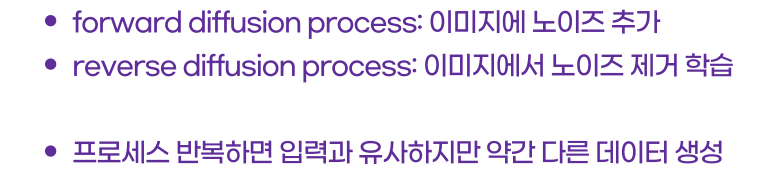 • forward diffusion process: 이미지에 노이즈 추가
• reverse diffusion process: 이미지에서 노이즈 제거 학습
• 프로세스 반복하면 입력과 유사하지만 약간 다른 데이터 생성